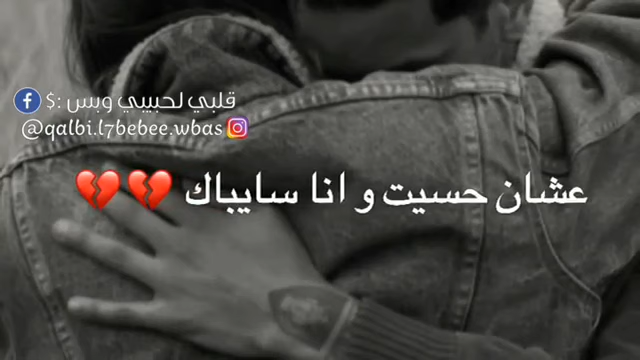 قلبي لحبيبي وبس :$
@qalbi.l7bebee.wbas
عشان حسيت و انا سايباك 💔 💔